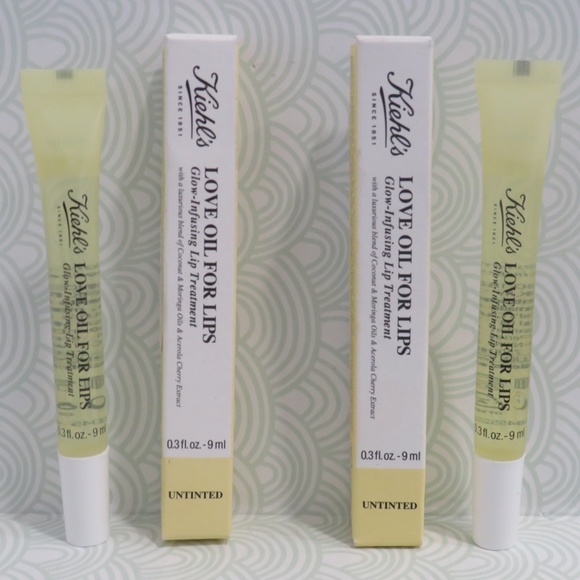 Kiehl's
SINCE 1851
LOVE OIL FOR LIPS
Glow-Infusing Lip Treatment
0.3 fl. oz. - 9 ml
Kiehl's
SINCE 1851
LOVE OIL FOR LIPS
Glow-Infusing Lip Treatment
with a luxurious blend of Coconut & Moringa Oils & Acerola Cherry Extract
0.3 fl. oz. - 9 ml
UNTINTED
Kiehl's
SINCE 1851
LOVE OIL FOR LIPS
Glow-Infusing Lip Treatment
with a luxurious blend of Coconut & Moringa Oils & Acerola Cherry Extract
0.3 fl. oz. - 9 ml
UNTINTED
Kiehl's
SINCE 1851
LOVE OIL FOR LIPS
Glow-Infusing Lip Treatment
0.3 fl. oz. - 9 ml